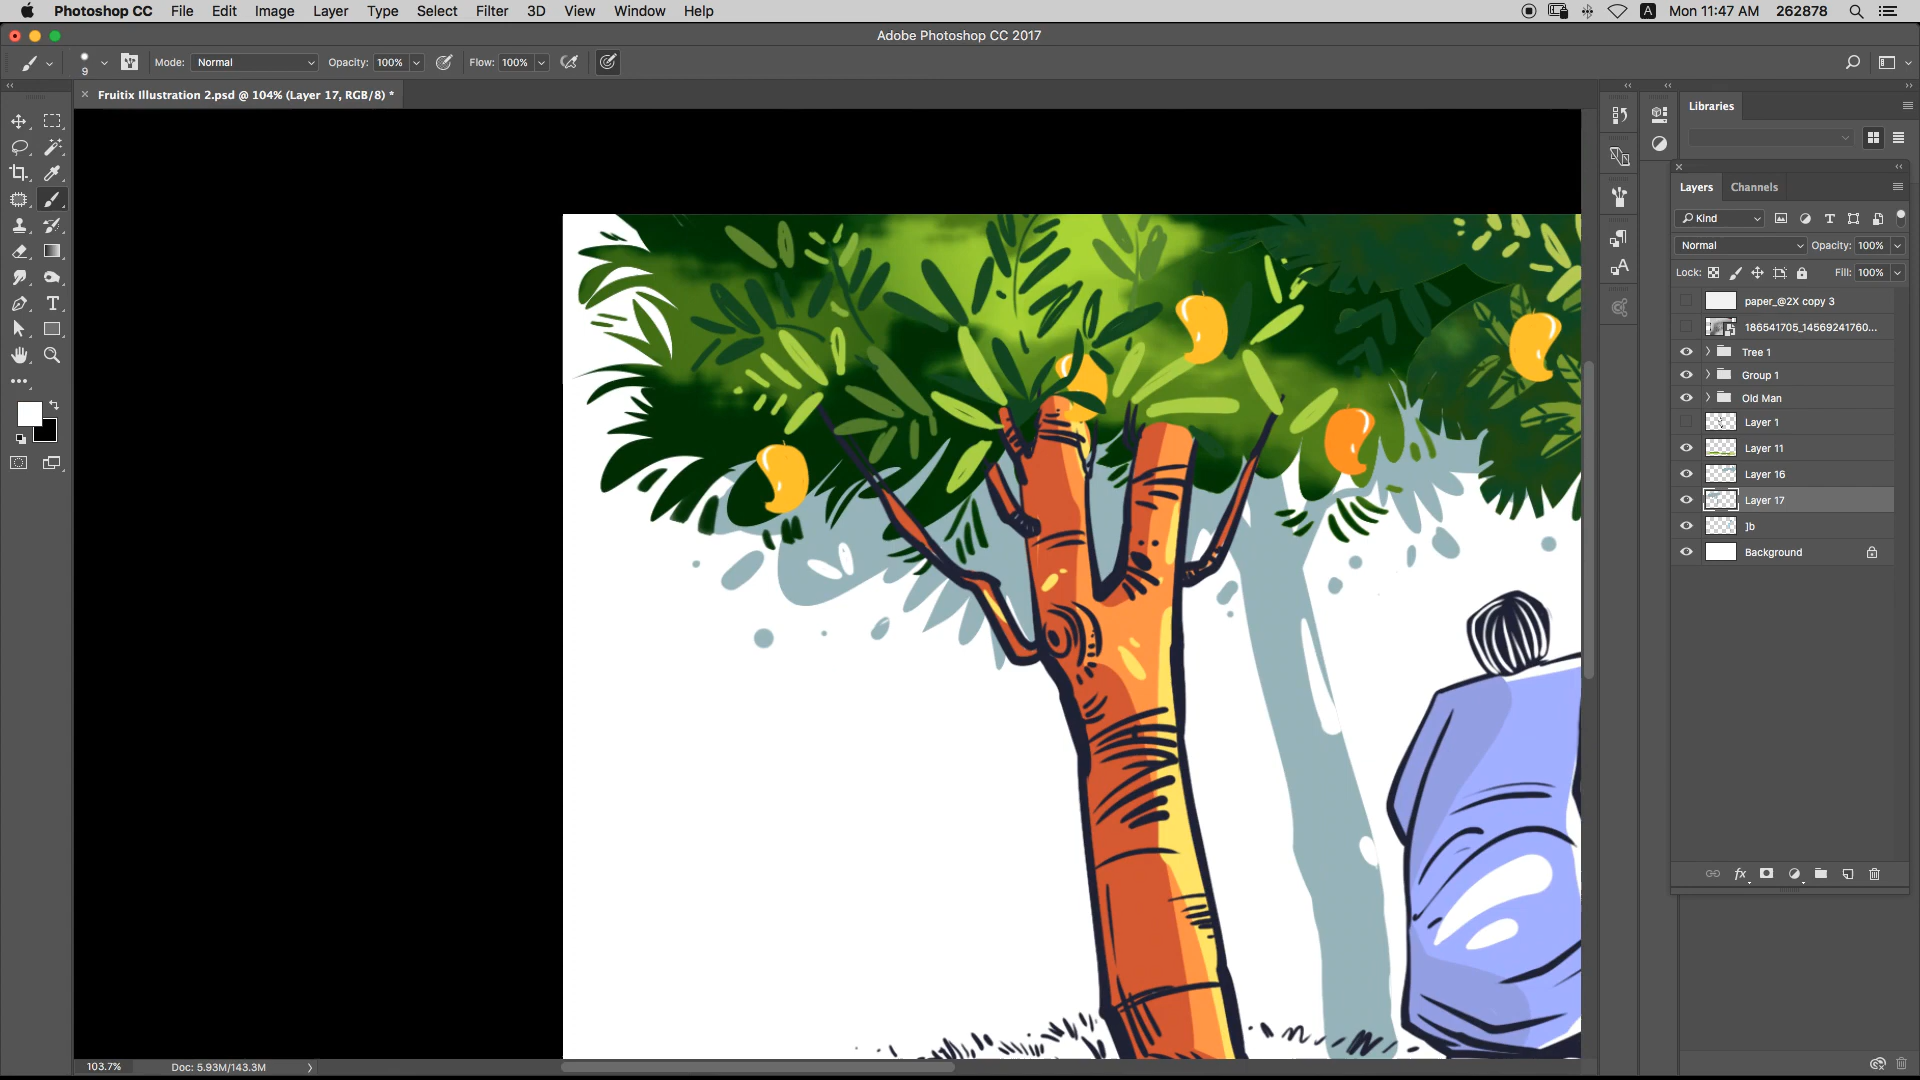 Photoshop CC File Edit Image Layer Type Select Filter 3D View Window Help A Mon 11:47 AM 262878
Adobe Photoshop CC 2017
9 Mode: Normal Opacity: 100% Flow: 100%
× Fruitix Illustration 2.psd @ 104% (Layer 17, RGB/8) *
Libraries
Layers Channels
Kind
Normal Opacity: 100%
Lock: Fill: 100%
paper_@2X copy 3
186541705_14569241760...
Tree 1
Group 1
Old Man
Layer 1
Layer 11
Layer 16
Layer 17
]b
Background
103.7% Doc: 5.93M/143.3M